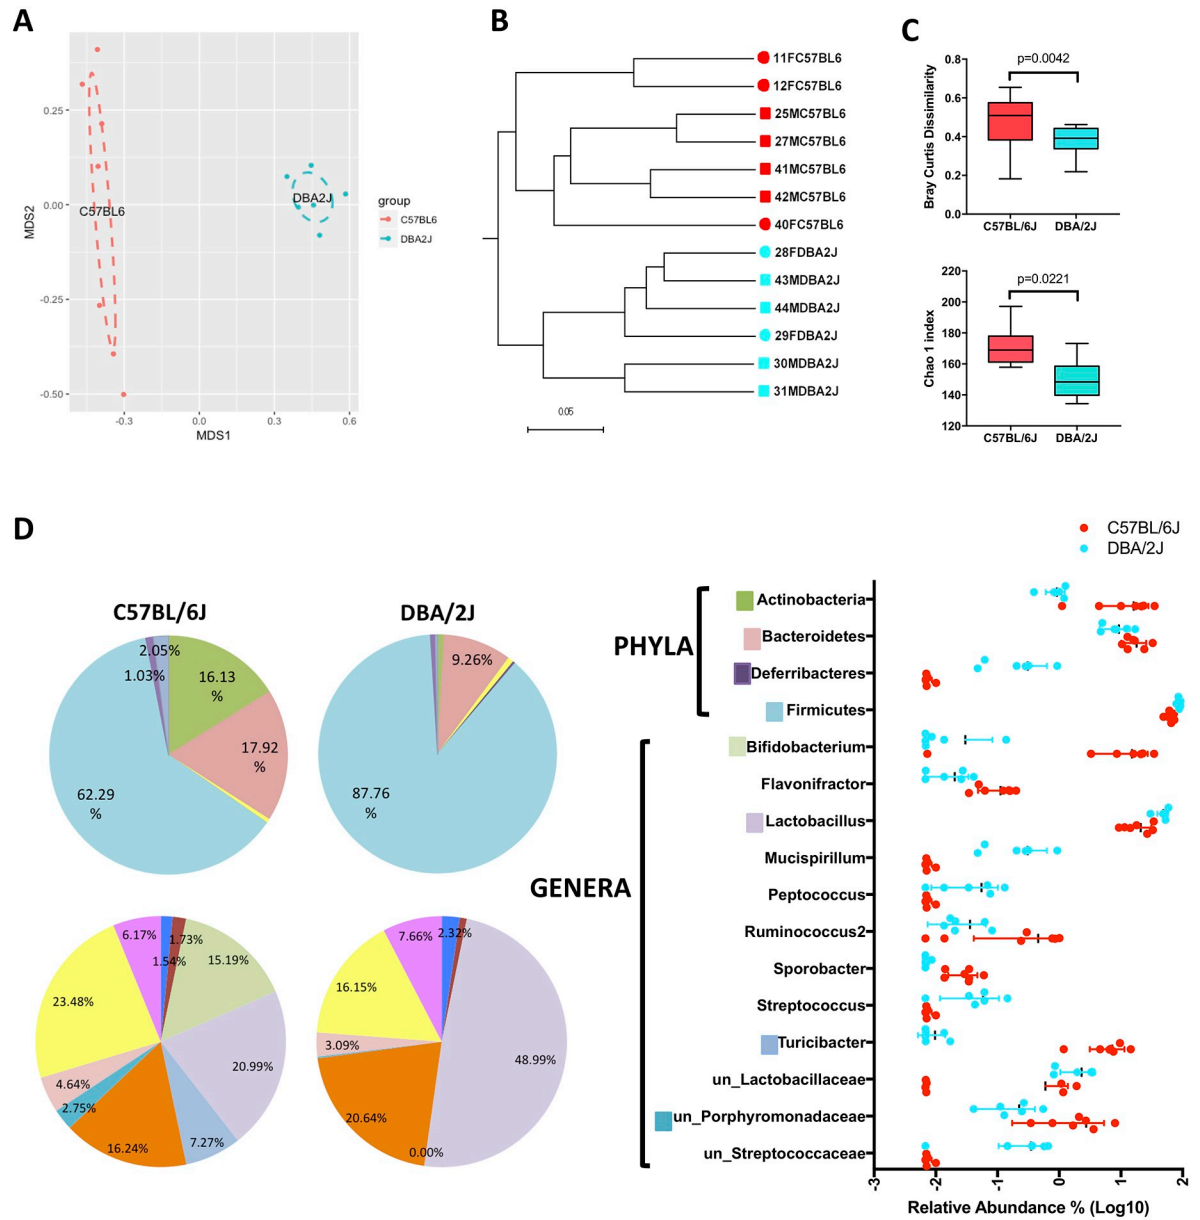 A
0.25
0.00
-0.25
-0.50
MDS2
C57BL6
DBA2J
-0.3
0.0
0.3
0.6
MDS1
group
C57BL6
DBA2J
B
11FC57BL6
12FC57BL6
25MC57BL6
27MC57BL6
41MC57BL6
42MC57BL6
40FC57BL6
28FDBA2J
43MDBA2J
44MDBA2J
29FDBA2J
30MDBA2J
31MDBA2J
0.05
C
p=0.0042
Bray Curtis Dissimilarity
0.8
0.6
0.4
0.2
0.0
C57BL/6J
DBA/2J
p=0.0221
Chao 1 index
220
200
180
160
140
120
C57BL/6J
DBA/2J
D
C57BL/6J
2.05%
1.03%
16.13
%
17.92
%
62.29
%
DBA/2J
9.26%
87.76
%
6.17%
1.73%
1.54%
15.19%
23.48%
20.99%
4.64%
2.75%
16.24%
7.27%
7.66%
2.32%
16.15%
3.09%
48.99%
20.64%
0.00%
C57BL/6J
DBA/2J
PHYLA
Actinobacteria
Bacteroidetes
Deferribacteres
Firmicutes
GENERA
Bifidobacterium
Flavonifractor
Lactobacillus
Mucispirillum
Peptococcus
Ruminococcus2
Sporobacter
Streptococcus
Turicibacter
un_Lactobacillaceae
un_Porphyromonadaceae
un_Streptococcaceae
-3
-2
-1
0
1
2
Relative Abundance % (Log10)